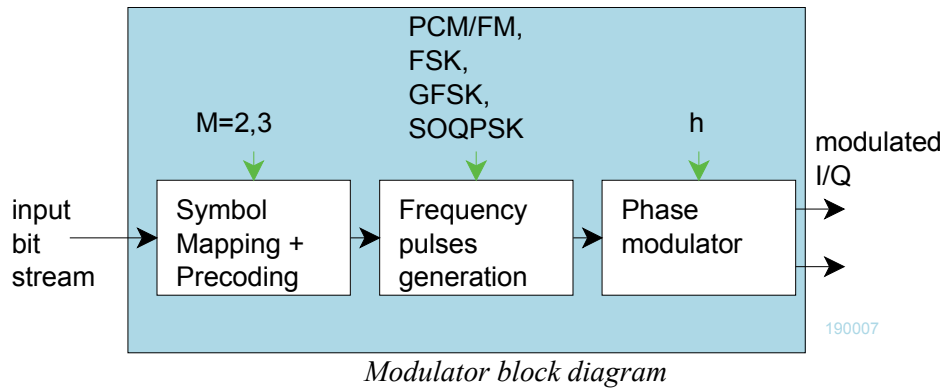 PCM/FM,
FSK,
GFSK,
SOQPSK
M=2,3
h
modulated
I/Q
input
bit
stream
Symbol
Mapping +
Precoding
Frequency
pulses
generation
Phase
modulator
190007
Modulator block diagram